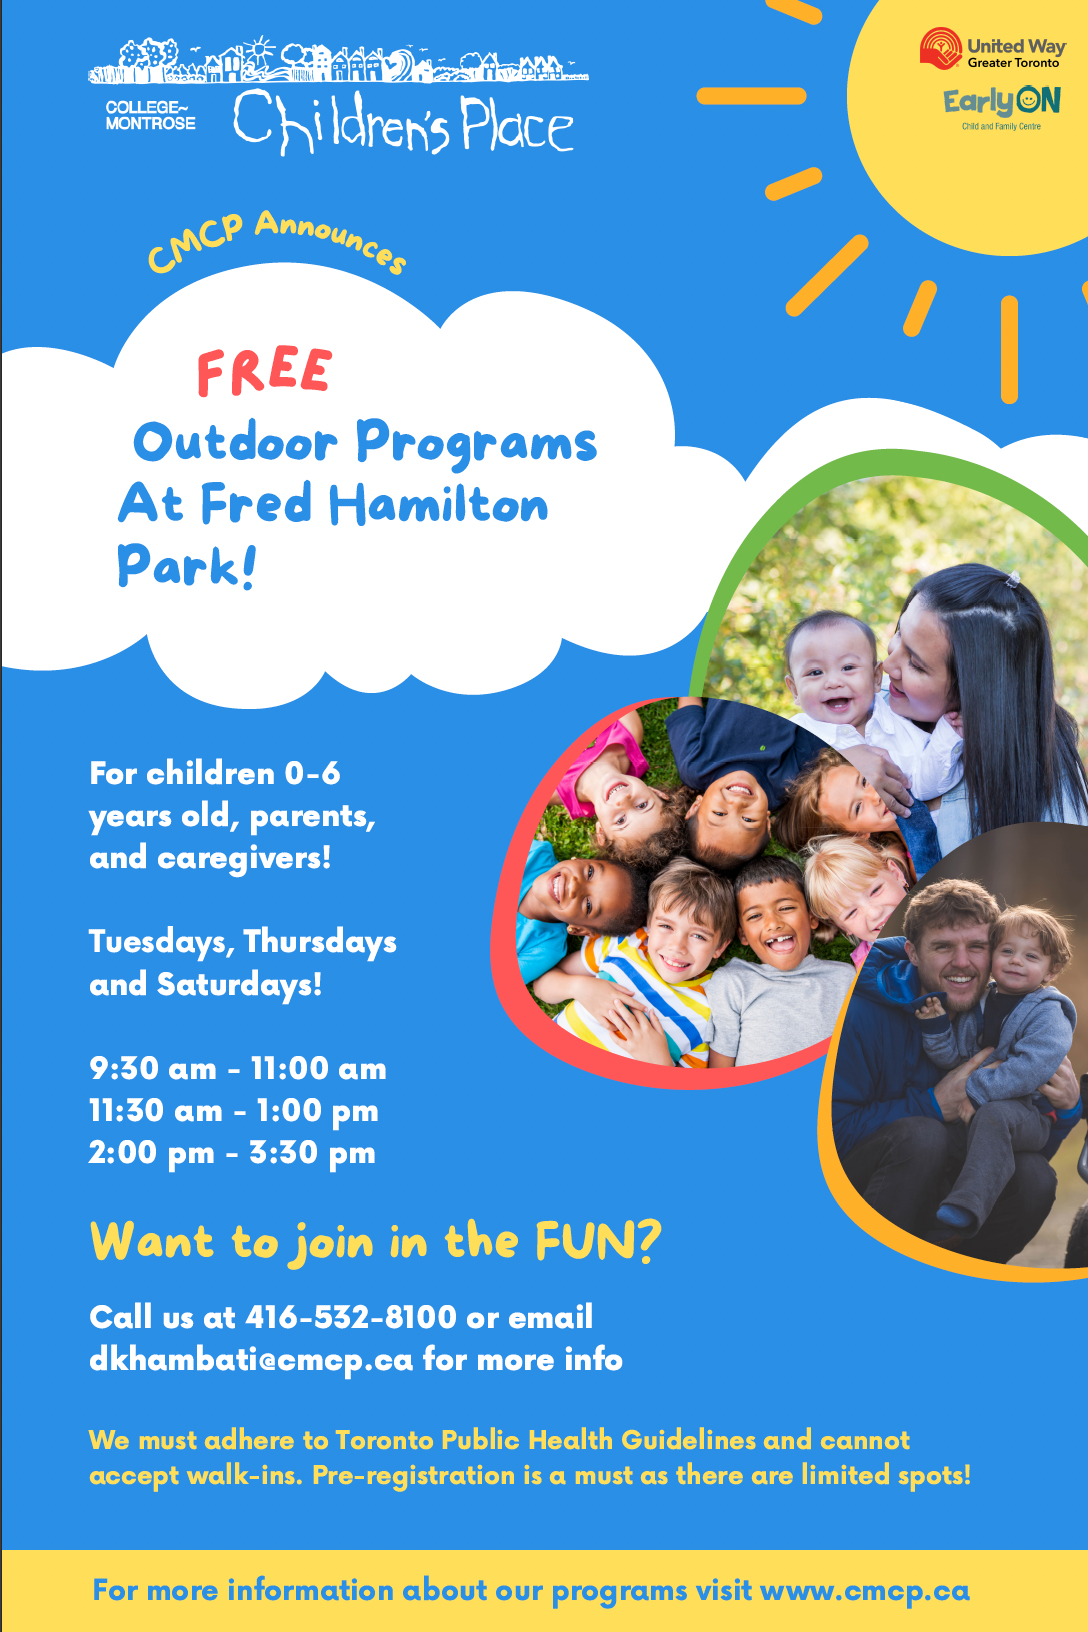 COLLEGE~
MONTROSE
Children's Place
United Way
Greater Toronto
EarlyON
Child and Family Centre
CMCP Announces
FREE
Outdoor Programs
At Fred Hamilton
Park!
For children 0-6
years old, parents,
and caregivers!
Tuesdays, Thursdays
and Saturdays!
9:30 am - 11:00 am
11:30 am - 1:00 pm
2:00 pm - 3:30 pm
Want to join in the FUN?
Call us at 416-532-8100 or email
dkhambati@cmcp.ca for more info
We must adhere to Toronto Public Health Guidelines and cannot
accept walk-ins. Pre-registration is a must as there are limited spots!
For more information about our programs visit www.cmcp.ca